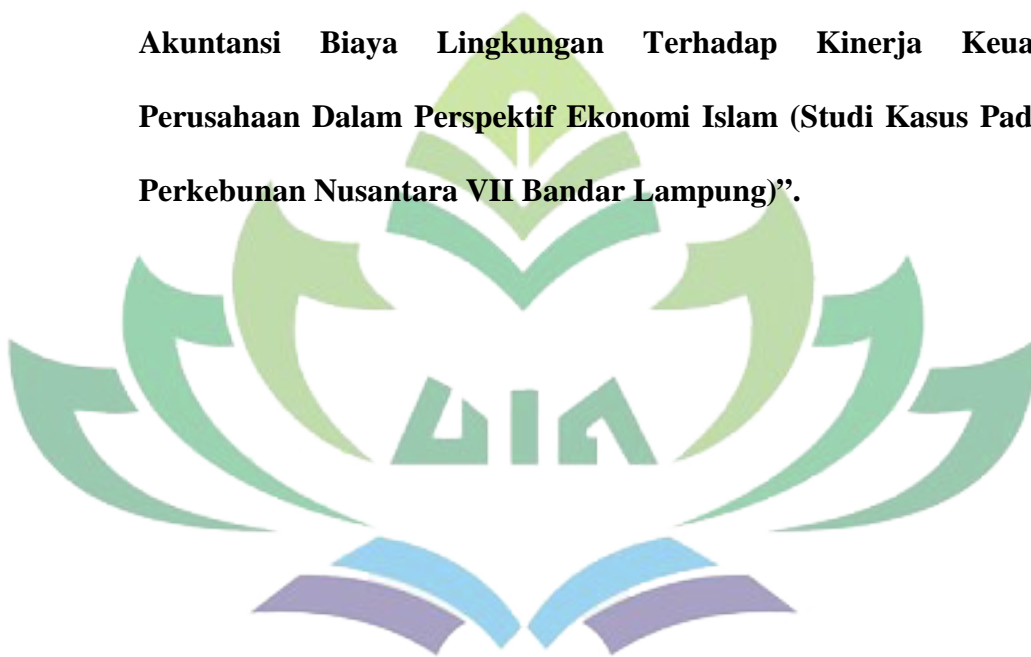 Akuntansi Biaya Lingkungan Terhadap Kinerja Keua
Perusahaan Dalam Perspektif Ekonomi Islam (Studi Kasus Pad
Perkebunan Nusantara VII Bandar Lampung)”.
UIN